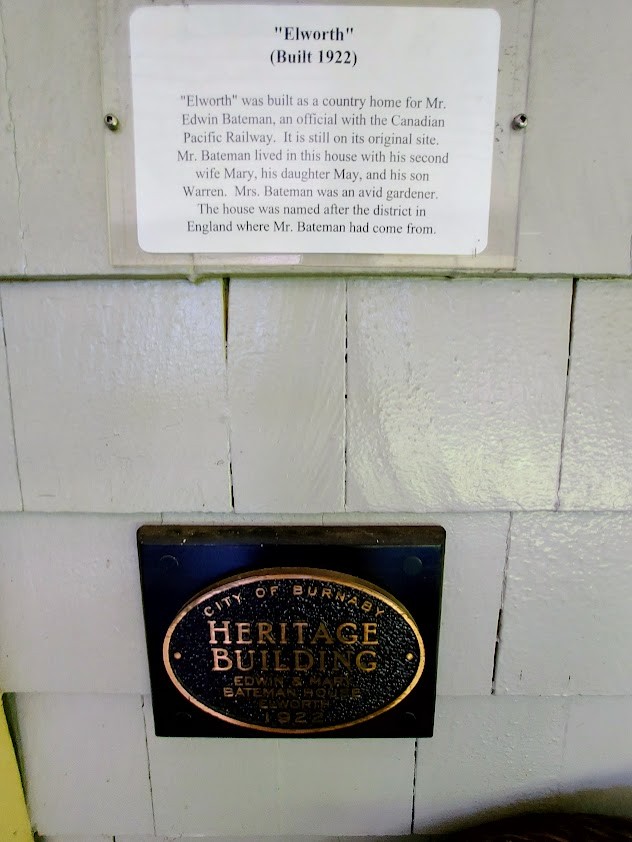 "Elworth"
(Built 1922)
"Elworth" was built as a country home for Mr.
Edwin Bateman, an official with the Canadian
Pacific Railway. It is still on its original site.
Mr. Bateman lived in this house with his second
wife Mary, his daughter May, and his son
Warren. Mrs. Bateman was an avid gardener.
The house was named after the district in
England where Mr. Bateman had come from.
CITY OF BURNABY
HERITAGE
BUILDING
EDWIN & MARY
BATEMAN HOUSE
ELWORTH
1922